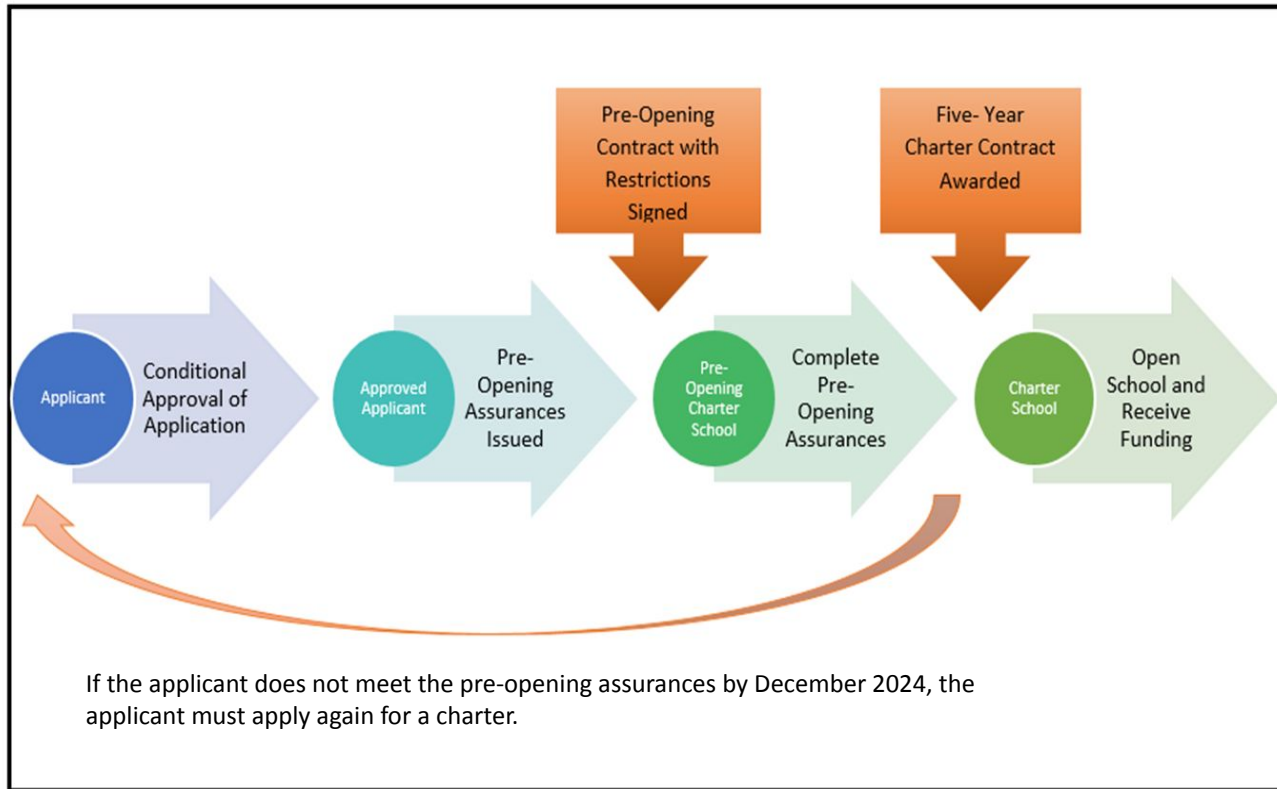 Pre-Opening
Contract with
Restrictions
Signed
Five- Year
Charter Contract
Awarded
Applicant
Conditional
Approval of
Application
Approved
Applicant
Pre-
Opening
Assurances
Issued
Pre-
Opening
Charter
School
Complete
Pre-
Opening
Assurances
Charter
School
Open
School and
Receive
Funding
If the applicant does not meet the pre-opening assurances by December 2024, the
applicant must apply again for a charter.